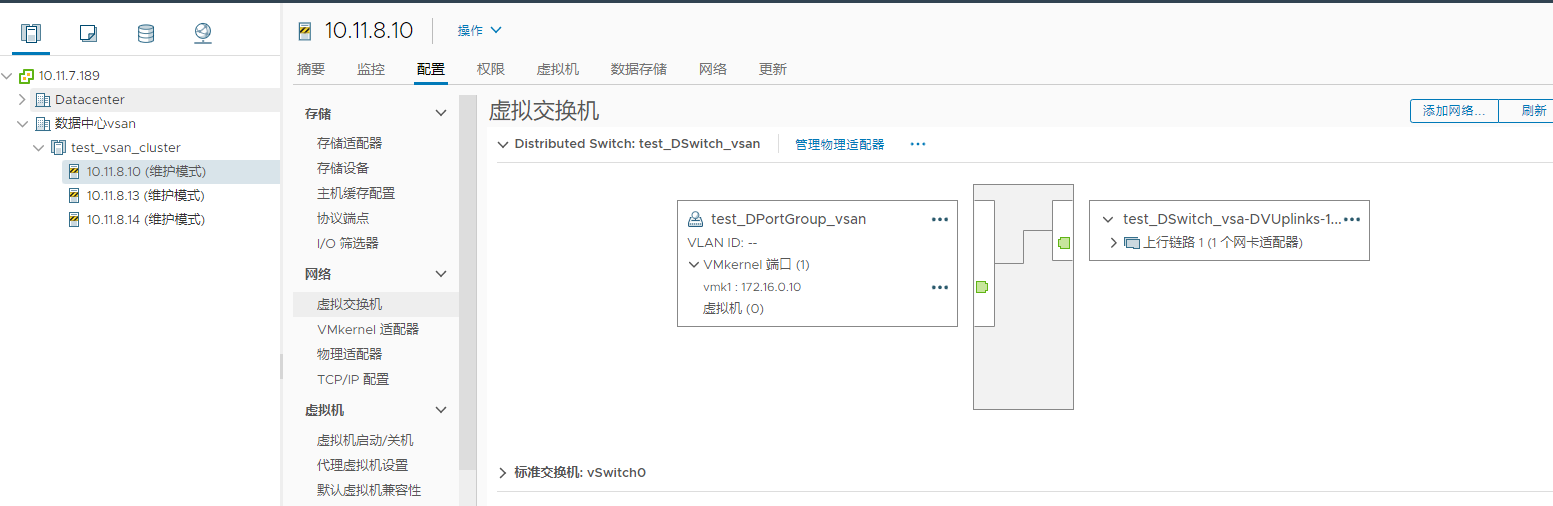 10.11.7.189
Datacenter
数据中心vsan
test_vsan_cluster
10.11.8.10 (维护模式)
10.11.8.13 (维护模式)
10.11.8.14 (维护模式)
10.11.8.10
操作
摘要 监控 配置 权限 虚拟机 数据存储 网络 更新
存储
存储适配器
存储设备
主机缓存配置
协议端点
I/O 筛选器
网络
虚拟交换机
VMkernel 适配器
物理适配器
TCP/IP 配置
虚拟机
虚拟机启动/关机
代理虚拟机设置
默认虚拟机兼容性
虚拟交换机
添加网络... 刷新
Distributed Switch: test_DSwitch_vsan 管理物理适配器 ...
test_DPortGroup_vsan ...
VLAN ID: --
VMkernel 端口 (1)
vmk1 : 172.16.0.10 ...
虚拟机 (0)
test_DSwitch_vsa-DVUplinks-1... ...
上行链路 1 (1 个网卡适配器)
标准交换机: vSwitch0